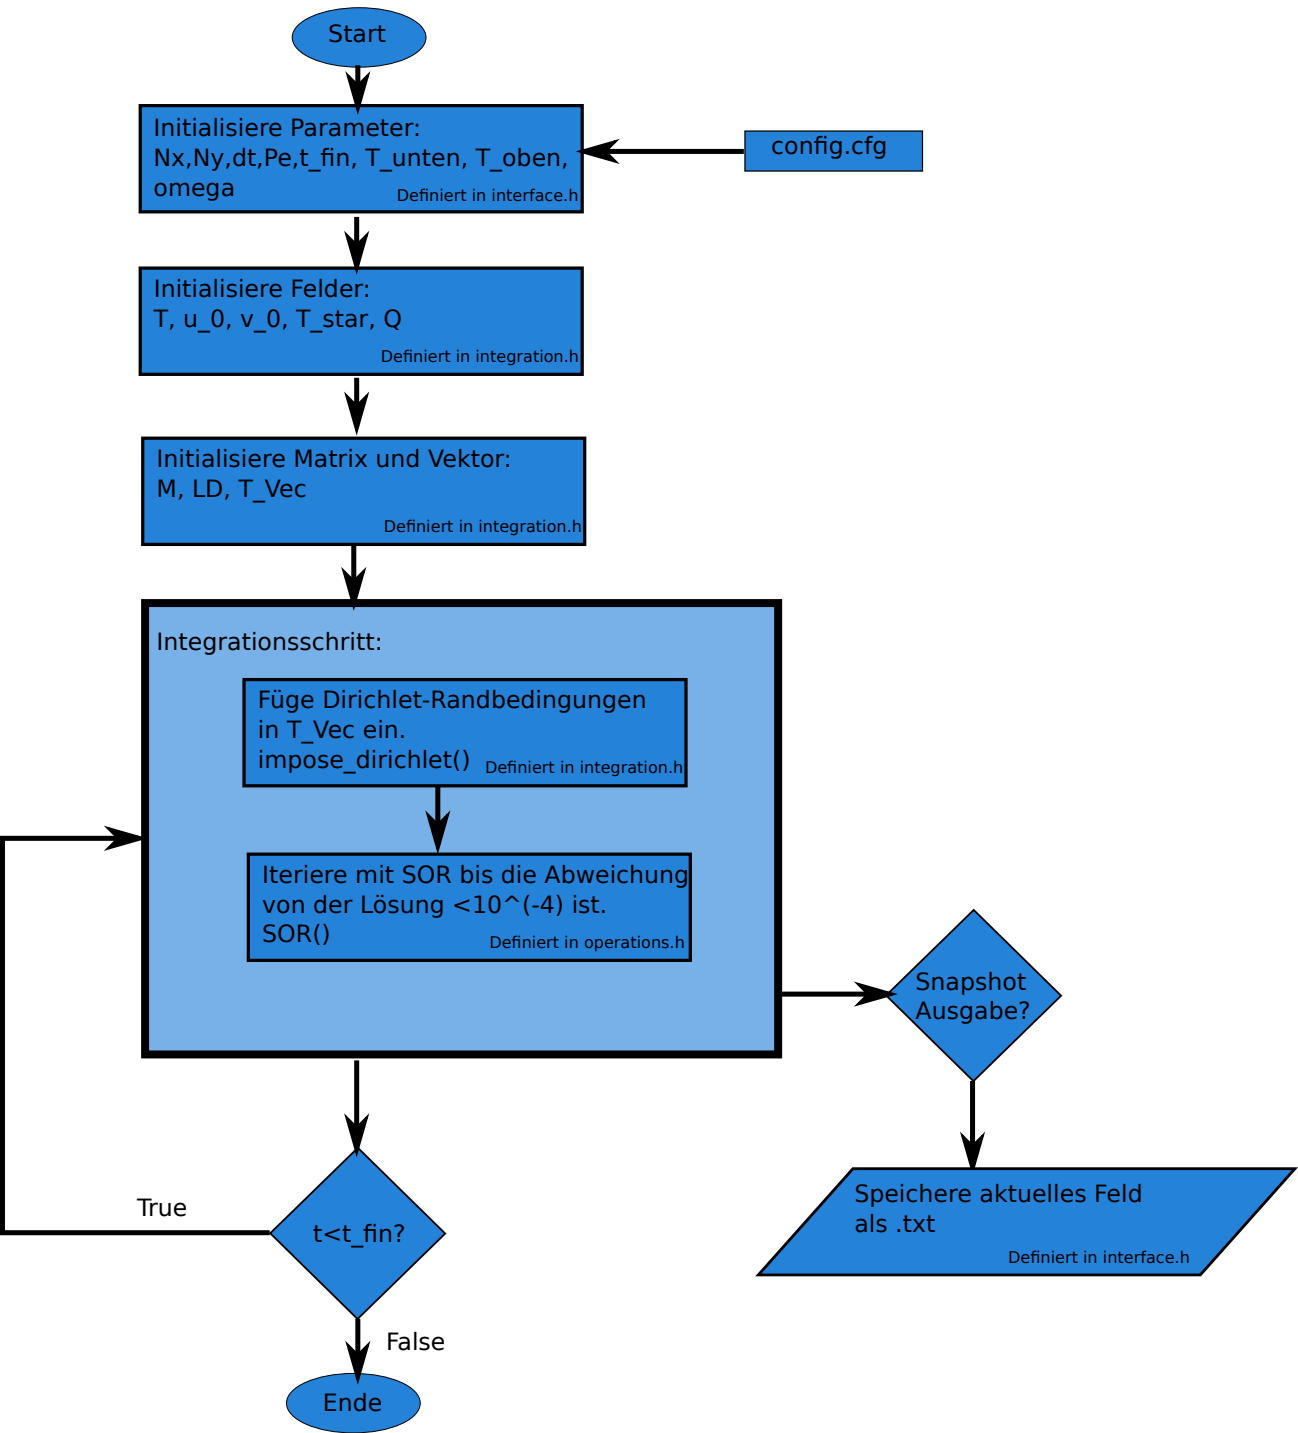 Start
Initialisiere Parameter:
Nx,Ny,dt,Pe,t_fin, T_unten, T_oben,
omega
Definiert in interface.h
config.cfg
Initialisiere Felder:
T, u_0, v_0, T_star, Q
Definiert in integration.h
Initialisiere Matrix und Vektor:
M, LD, T_Vec
Definiert in integration.h
Integrationsschritt:
Füge Dirichlet-Randbedingungen
in T_Vec ein.
impose_dirichlet()
Definiert in integration.h
Iteriere mit SOR bis die Abweichung
von der Lösung <10^(-4) ist.
SOR()
Definiert in operations.h
Snapshot
Ausgabe?
Speichere aktuelles Feld
als .txt
Definiert in interface.h
True
t<t_fin?
False
Ende